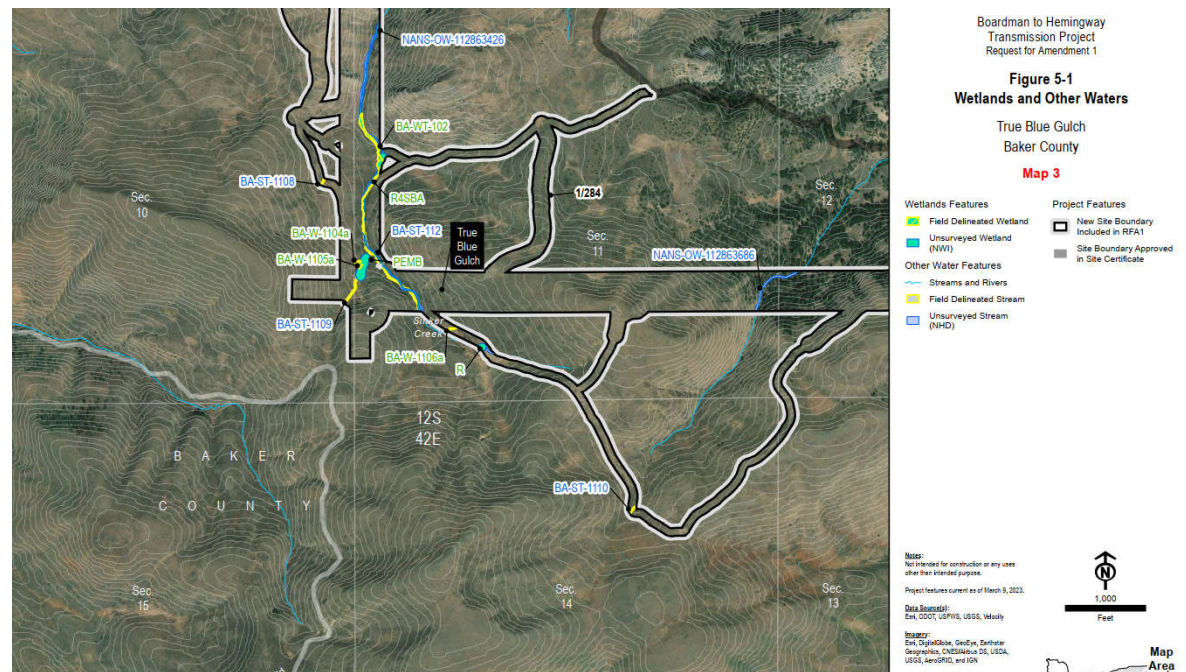 NANS-OW-112863426
BA-WT-102
BA-ST-1108
R4SBA
Sec.
10
1/284
Sec.
12
BA-W-1104a
BA-ST-112
True
Blue
Gulch
Sec.
11
BA-W-1105a
PEMB
NANS-OW-112863686
BA-ST-1109
Sinker
Creek
BA-W-1106a
R
12S
42E
BAKER
COUNTY
BA-ST-1110
Sec.
15
Sec.
14
Sec.
13
Boardman to Hemingway
Transmission Project
Request for Amendment 1
Figure 5-1
Wetlands and Other Waters
True Blue Gulch
Baker County
Map 3
Wetlands Features
Field Delineated Wetland
Unsurveyed Wetland
(NWI)
Other Water Features
Streams and Rivers
Field Delineated Stream
Unsurveyed Stream
(NHD)
Project Features
New Site Boundary
Included in RFA1
Site Boundary Approved
in Site Certificate
Notes:
Not intended for construction or any uses
other than intended purpose.
Project features current as of March 9, 2023.
Data Source(s):
Esri, ODOT, USFWS, USGS, Velocity
Imagery:
Esri, DigitalGlobe, GeoEye, Earthstar
Geographics, CNES/Airbus DS, USDA,
USGS, AeroGRID, and IGN
N
1,000
Feet
Map
Area